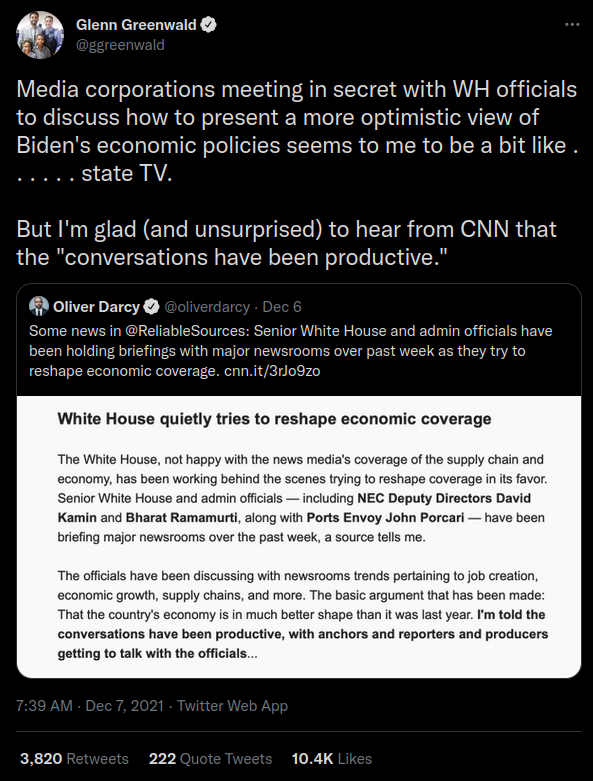 Glenn Greenwald
@ggreenwald
Media corporations meeting in secret with WH officials
to discuss how to present a more optimistic view of
Biden's economic policies seems to me to be a bit like .
. . . . . state TV.
But I'm glad (and unsurprised) to hear from CNN that
the "conversations have been productive."
Oliver Darcy @oliverdarcy · Dec 6
Some news in @ReliableSources: Senior White House and admin officials have
been holding briefings with major newsrooms over past week as they try to
reshape economic coverage. cnn.it/3rJo9zo
White House quietly tries to reshape economic coverage
The White House, not happy with the news media's coverage of the supply chain and
economy, has been working behind the scenes trying to reshape coverage in its favor.
Senior White House and admin officials — including NEC Deputy Directors David
Kamin and Bharat Ramamurti, along with Ports Envoy John Porcari — have been
briefing major newsrooms over the past week, a source tells me.
The officials have been discussing with newsrooms trends pertaining to job creation,
economic growth, supply chains, and more. The basic argument that has been made:
That the country's economy is in much better shape than it was last year. I'm told the
conversations have been productive, with anchors and reporters and producers
getting to talk with the officials...
7:39 AM · Dec 7, 2021 · Twitter Web App
3,820 Retweets 222 Quote Tweets 10.4K Likes